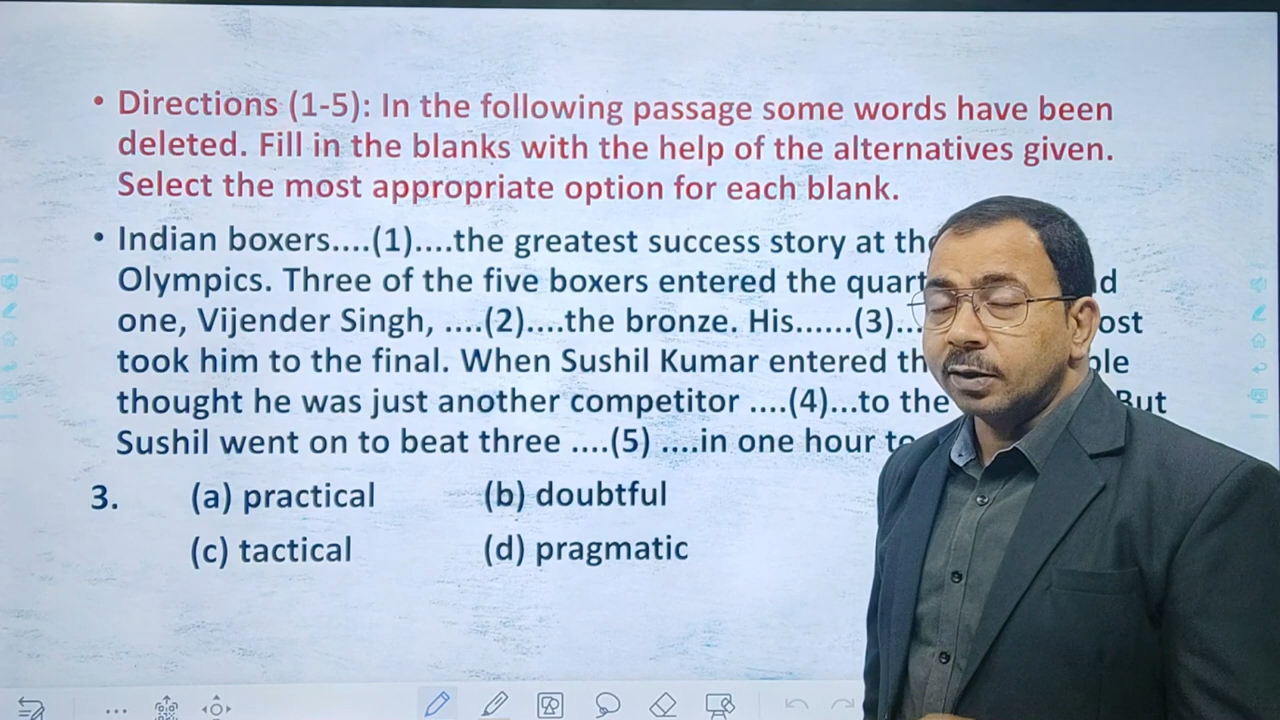 • Directions (1-5): In the following passage some words have been
deleted. Fill in the blanks with the help of the alternatives given.
Select the most appropriate option for each blank.
• Indian boxers....(1)....the greatest success story at
Olympics. Three of the five boxers entered the
one, Vijender Singh, ....(2)....the bronze. His......(3)...
took him to the final. When Sushil Kumar entered
thought he was just another competitor ....(4)...to the But
Sushil went on to beat three ....(5) ....in one hour
3. (a) practical (b) doubtful
(c) tactical (d) pragmatic